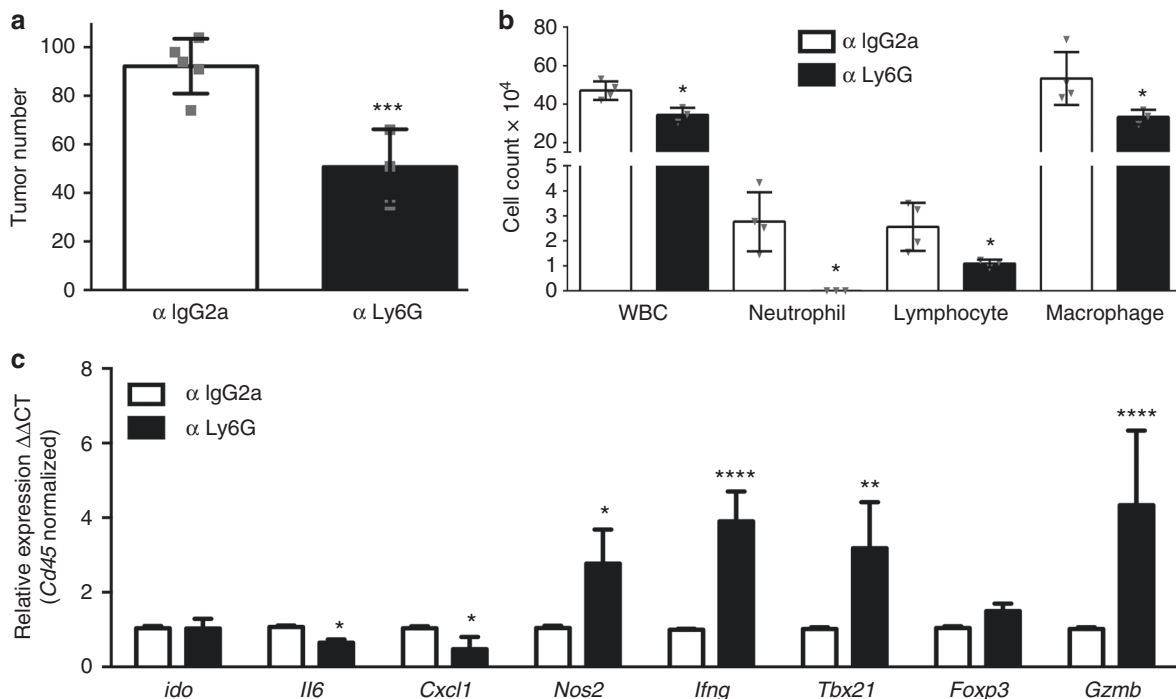 a
Tumor number
120
100
80
60
40
20
0
***
α IgG2a
α Ly6G
b
Cell count × 10⁴
80
60
40
20
5
4
3
2
1
0
α IgG2a
α Ly6G
*
*
*
*
WBC
Neutrophil
Lymphocyte
Macrophage
c
Relative expression ΔΔCT
(Cd45 normalized)
8
6
4
2
0
α IgG2a
α Ly6G
*
*
*
****
**
****
ido
Il6
Cxcl1
Nos2
Ifng
Tbx21
Foxp3
Gzmb